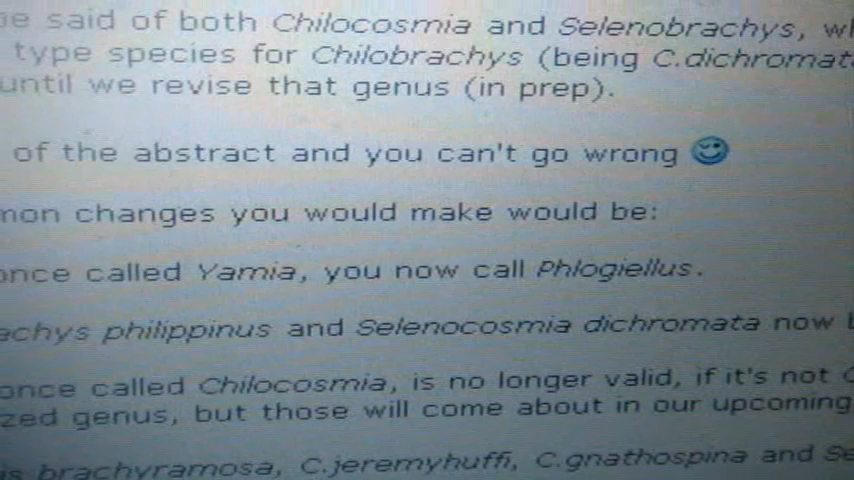 be said of both Chilocosmia and Selenobrachys, wh
type species for Chilobrachys (being C.dichromata
until we revise that genus (in prep).
of the abstract and you can't go wrong
mon changes you would make would be:
once called Yamia, you now call Phlogiellus.
achys philippinus and Selenocosmia dichromata now b
once called Chilocosmia, is no longer valid, if it's not C
zed genus, but those will come about in our upcoming
is brachyramosa, C.jeremyhuffi, C.gnathospina and Se